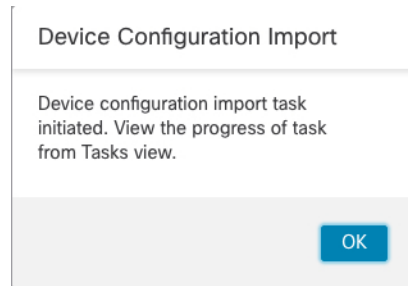 Device Configuration Import
Device configuration import task
initiated. View the progress of task
from Tasks view.
OK